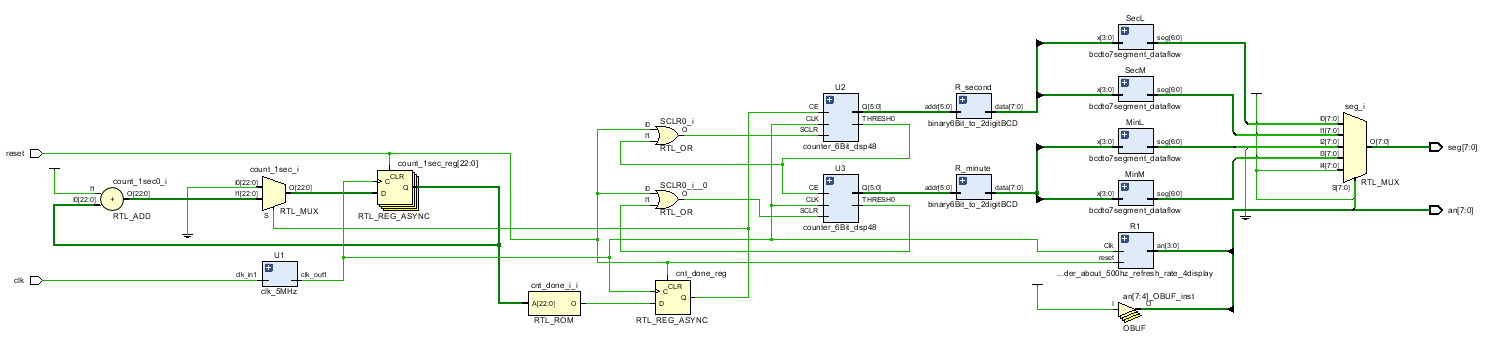 SecL
x[3:0] seg[6:0]
bcdto7segment_dataflow
SecM
x[3:0] seg[6:0]
bcdto7segment_dataflow
MinL
x[3:0] seg[6:0]
bcdto7segment_dataflow
MinM
x[3:0] seg[6:0]
bcdto7segment_dataflow
U2
CE Q[5:0]
CLK THRESH0
SCLR
counter_6Bit_dsp48
R_second
addr[5:0] data[7:0]
binary6Bit_to_2digitBCD
U3
CE Q[5:0]
CLK THRESH0
SCLR
counter_6Bit_dsp48
R_minute
addr[5:0] data[7:0]
binary6Bit_to_2digitBCD
seg_i
I0[7:0]
I1[7:0]
I2[7:0] O[7:0]
I3[7:0]
I4[7:0]
S[7:0]
RTL_MUX
seg[7:0]
an[7:0]
SCLR0_i
I0
I1 O
RTL_OR
SCLR0_i__0
I0
I1 O
RTL_OR
reset
count_1sec0_i
I1
I0[22:0] + O[22:0]
RTL_ADD
count_1sec_i
I0[22:0]
I1[22:0] O[22:0]
S
RTL_MUX
count_1sec_reg[22:0]
CLR
C
D Q
RTL_REG_ASYNC
clk
U1
clk_in1 clk_out1
clk_5MHz
cnt_done_i_i
A[22:0] O
RTL_ROM
cnt_done_reg
CLR
C
D Q
RTL_REG_ASYNC
R1
Clk an[3:0]
reset
...der_about_500hz_refresh_rate_4display
an[7:4]_OBUF_inst
I O
OBUF